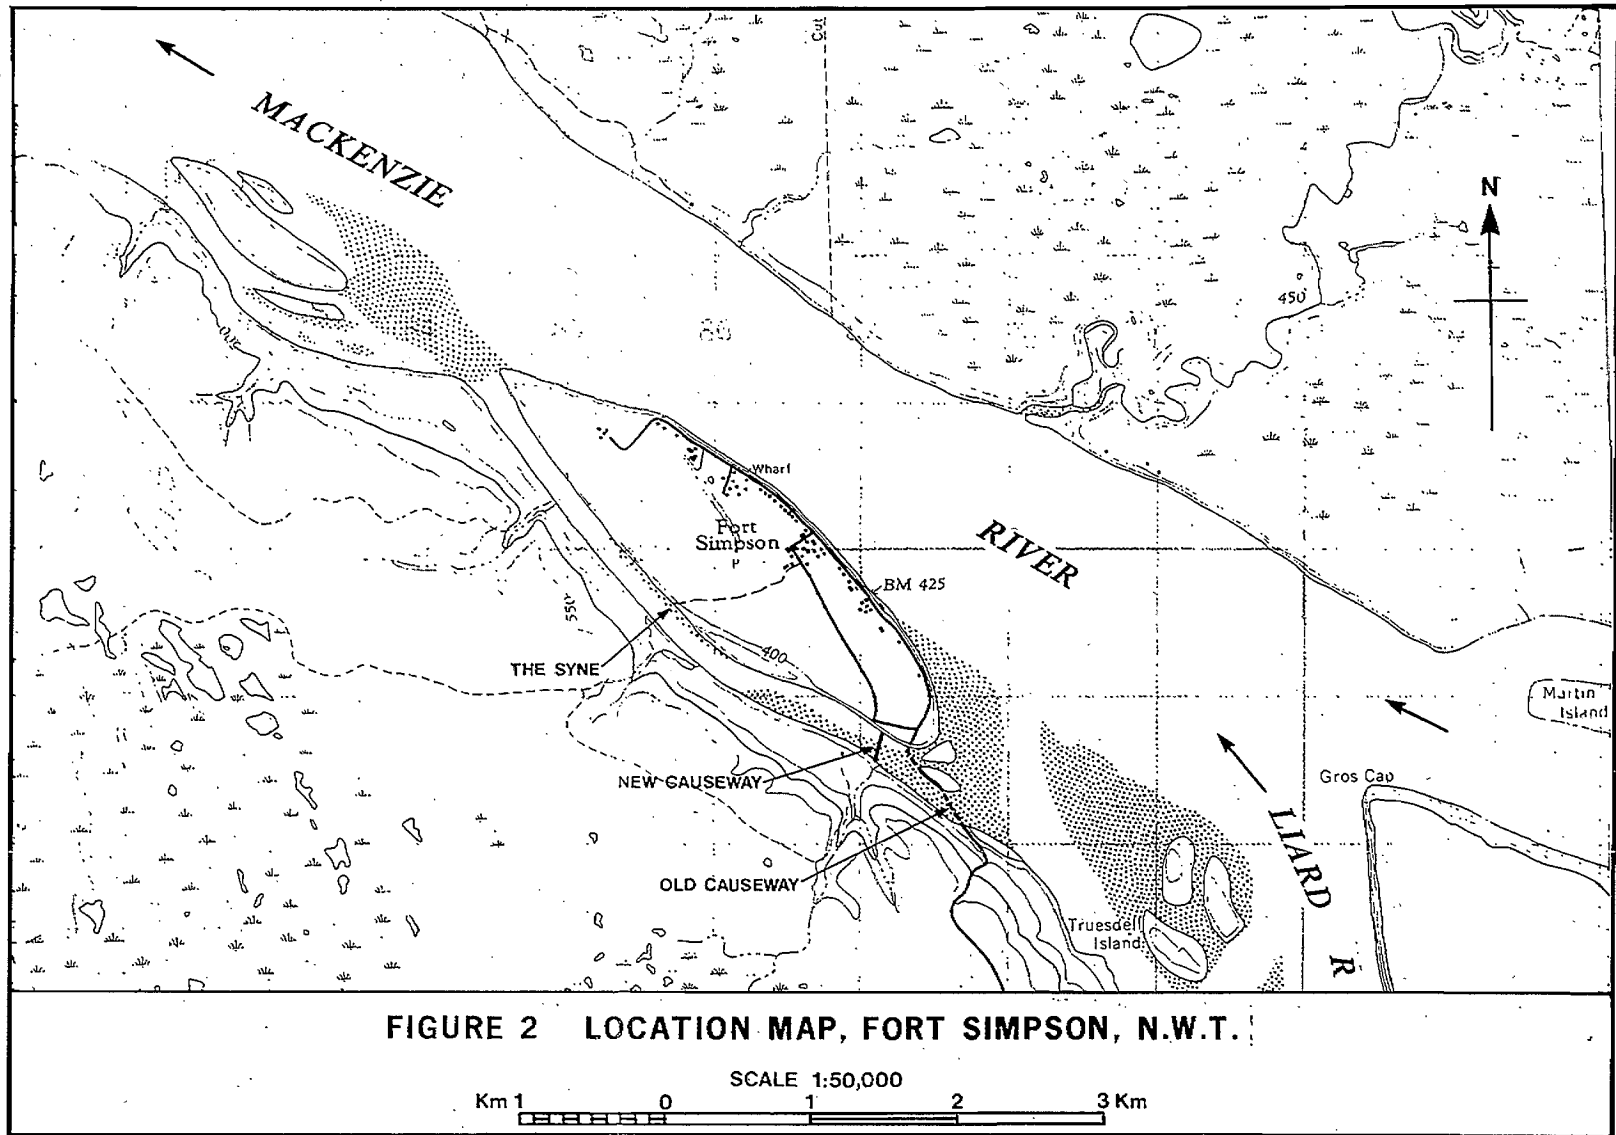 Cut
MACKENZIE
N
450
80
Wharf
Fort
Simpson
P
RIVER
BM 425
550
THE SYNE
400
Martin
Island
NEW CAUSEWAY
Gros Cap
LIARD
OLD CAUSEWAY
Truesdell
Island
R
FIGURE 2 LOCATION MAP, FORT SIMPSON, N.W.T.
SCALE 1:50,000
Km 1 0 1 2 3 Km